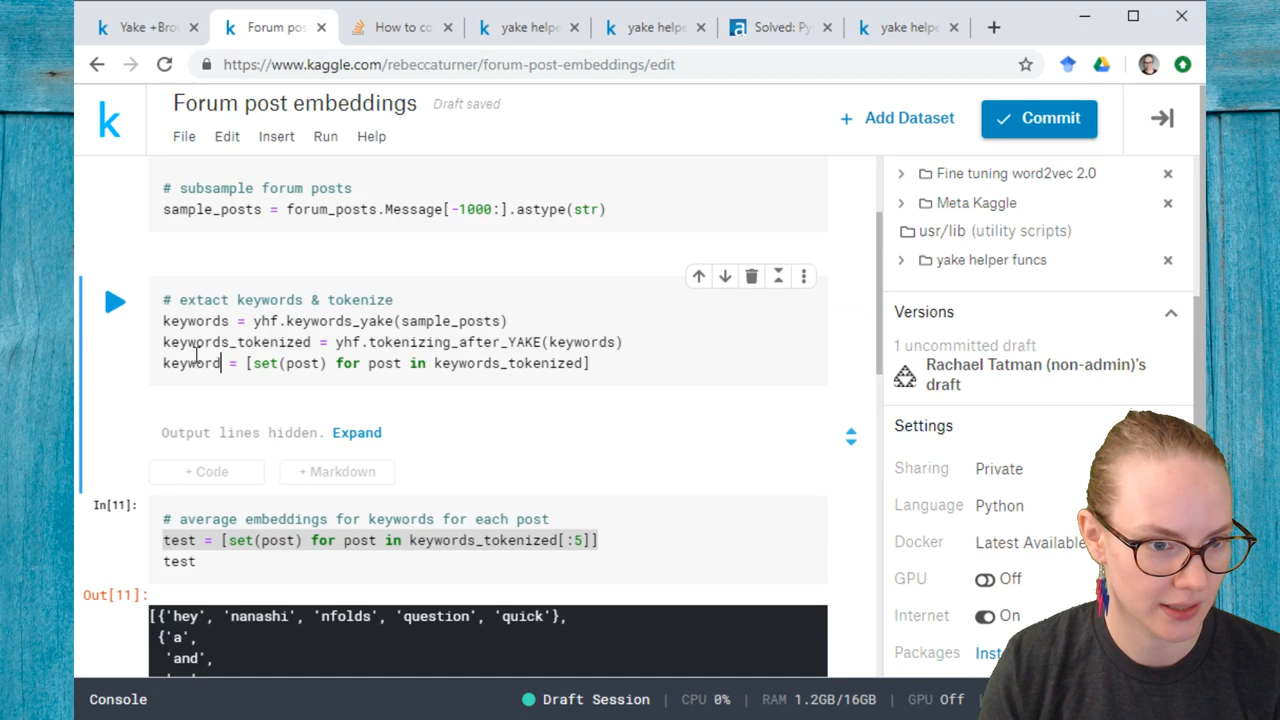 Yake +Bro
Forum pos
How to co
yake helpe
yake helpe
Solved: Py
yake helpe
https://www.kaggle.com/rebeccaturner/forum-post-embeddings/edit
Forum post embeddings
Draft saved
File Edit Insert Run Help
+ Add Dataset
Commit
# subsample forum posts
sample_posts = forum_posts.Message[-1000:].astype(str)
# extact keywords & tokenize
keywords = yhf.keywords_yake(sample_posts)
keywords_tokenized = yhf.tokenizing_after_YAKE(keywords)
keyword = [set(post) for post in keywords_tokenized]
Output lines hidden. Expand
+ Code + Markdown
In[11]:
# average embeddings for keywords for each post
test = [set(post) for post in keywords_tokenized[:5]]
test
Out[11]:
[{'hey', 'nanashi', 'nfolds', 'question', 'quick'},
{'a',
'and',
Fine tuning word2vec 2.0
Meta Kaggle
usr/lib (utility scripts)
yake helper funcs
Versions
1 uncommitted draft
Rachael Tatman (non-admin)'s
draft
Settings
Sharing Private
Language Python
Docker Latest Available
GPU Off
Internet On
Packages Inst
Console
Draft Session
CPU 0%
RAM 1.2GB/16GB
GPU Off